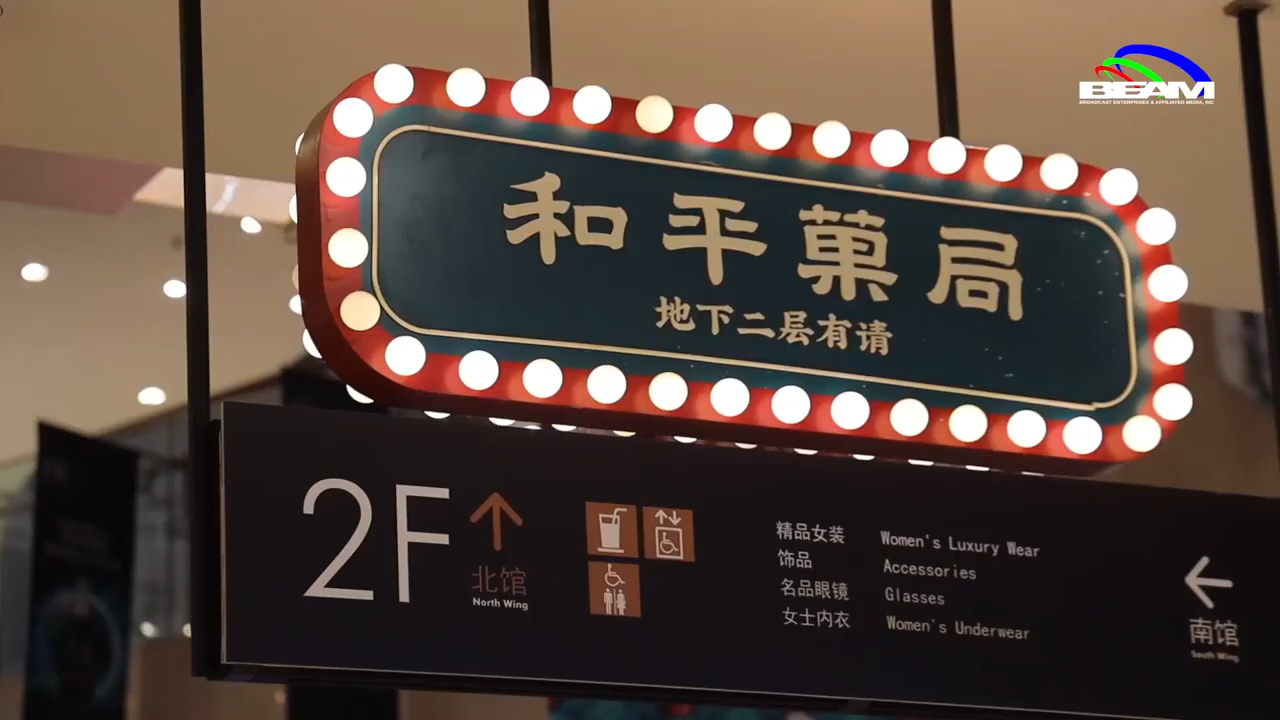 BEAM
BROADCAST ENTERPRISES & AFFILIATED MEDIA, INC
和平菓局
地下二层有请
2F
北馆
North Wing
精品女装 Women's Luxury Wear
饰品 Accessories
名品眼镜 Glasses
女士内衣 Women's Underwear
南馆
South Wing